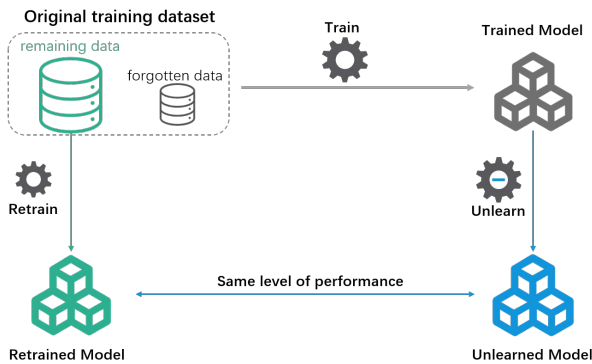 Original training dataset
remaining data
forgotten data
Train
Trained Model
Retrain
Unlearn
Same level of performance
Retrained Model
Unlearned Model